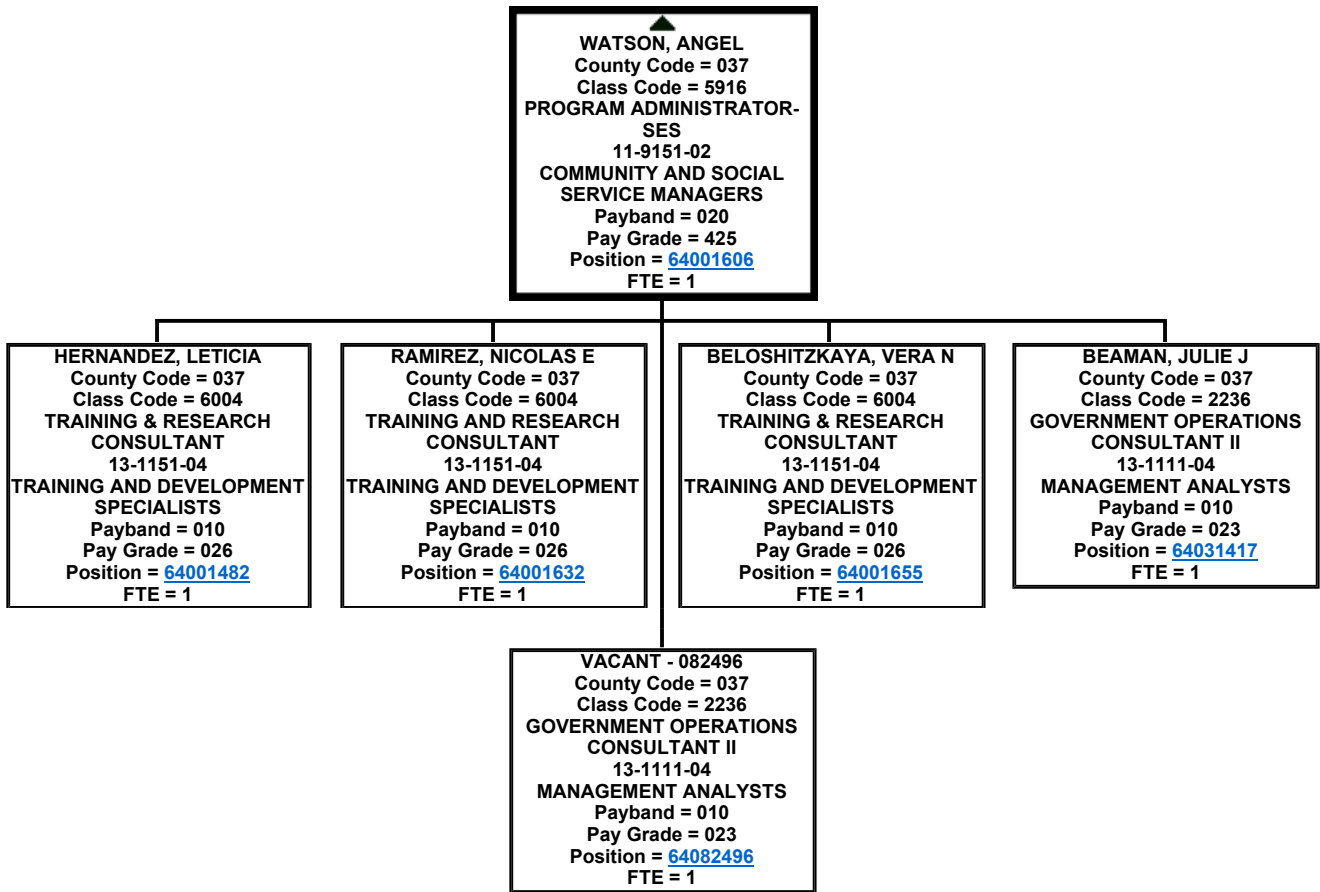 WATSON, ANGEL
County Code = 037
Class Code = 5916
PROGRAM ADMINISTRATOR-
SES
11-9151-02
COMMUNITY AND SOCIAL
SERVICE MANAGERS
Payband = 020
Pay Grade = 425
Position = 64001606
FTE = 1
HERNANDEZ, LETICIA
County Code = 037
Class Code = 6004
TRAINING & RESEARCH
CONSULTANT
13-1151-04
TRAINING AND DEVELOPMENT
SPECIALISTS
Payband = 010
Pay Grade = 026
Position = 64001482
FTE = 1
RAMIREZ, NICOLAS E
County Code = 037
Class Code = 6004
TRAINING AND RESEARCH
CONSULTANT
13-1151-04
TRAINING AND DEVELOPMENT
SPECIALISTS
Payband = 010
Pay Grade = 026
Position = 64001632
FTE = 1
BELOSHITZKAYA, VERA N
County Code = 037
Class Code = 6004
TRAINING & RESEARCH
CONSULTANT
13-1151-04
TRAINING AND DEVELOPMENT
SPECIALISTS
Payband = 010
Pay Grade = 026
Position = 64001655
FTE = 1
BEAMAN, JULIE J
County Code = 037
Class Code = 2236
GOVERNMENT OPERATIONS
CONSULTANT II
13-1111-04
MANAGEMENT ANALYSTS
Payband = 010
Pay Grade = 023
Position = 64031417
FTE = 1
VACANT - 082496
County Code = 037
Class Code = 2236
GOVERNMENT OPERATIONS
CONSULTANT II
13-1111-04
MANAGEMENT ANALYSTS
Payband = 010
Pay Grade = 023
Position = 64082496
FTE = 1